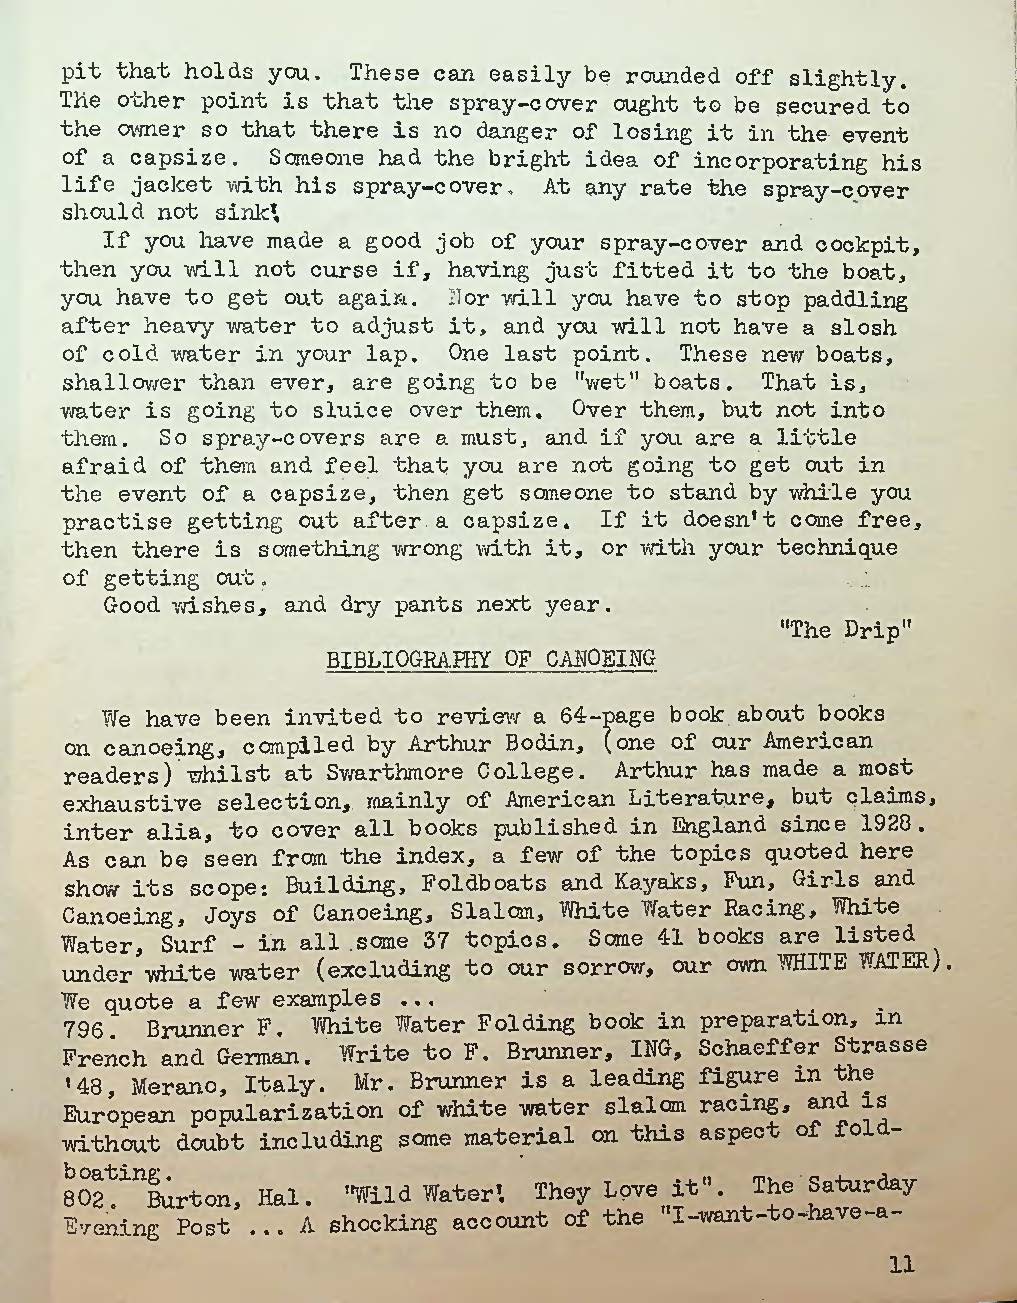 pit that holds you. These can easily be rounded off slightly.
The other point is that the spray-cover ought to be secured to
the owner so that there is no danger of losing it in the event
of a capsize. Someone had the bright idea of incorporating his
life jacket with his spray-cover. At any rate the spray-cover
should not sink!
If you have made a good job of your spray-cover and cockpit,
then you will not curse if, having just fitted it to the boat,
you have to get out again. Nor will you have to stop paddling
after heavy water to adjust it, and you will not have a slosh
of cold water in your lap. One last point. These new boats,
shallower than ever, are going to be "wet" boats. That is,
water is going to sluice over them. Over them, but not into
them. So spray-covers are a must, and if you are a little
afraid of them and feel that you are not going to get out in
the event of a capsize, then get someone to stand by while you
practise getting out after a capsize. If it doesn't come free,
then there is something wrong with it, or with your technique
of getting out.
Good wishes, and dry pants next year.
"The Drip"
BIBLIOGRAPHY OF CANOEING
We have been invited to review a 64-page book about books
on canoeing, compiled by Arthur Bodin, (one of our American
readers) whilst at Swarthmore College. Arthur has made a most
exhaustive selection, mainly of American Literature, but claims,
inter alia, to cover all books published in England since 1928.
As can be seen from the index, a few of the topics quoted here
show its scope: Building, Foldboats and Kayaks, Fun, Girls and
Canoeing, Joys of Canoeing, Slalom, White Water Racing, White
Water, Surf - in all some 37 topics. Some 41 books are listed
under white water (excluding to our sorrow, our own WHITE WATER).
We quote a few examples ...
796. Brunner F. White Water Folding book in preparation, in
French and German. Write to F. Brunner, ING, Schaeffer Strasse
'48, Merano, Italy. Mr. Brunner is a leading figure in the
European popularization of white water slalom racing, and is
without doubt including some material on this aspect of fold-
boating.
802. Burton, Hal. "Wild Water! They Love it". The Saturday
Evening Post ... A shocking account of the "I-want-to-have-a-
11